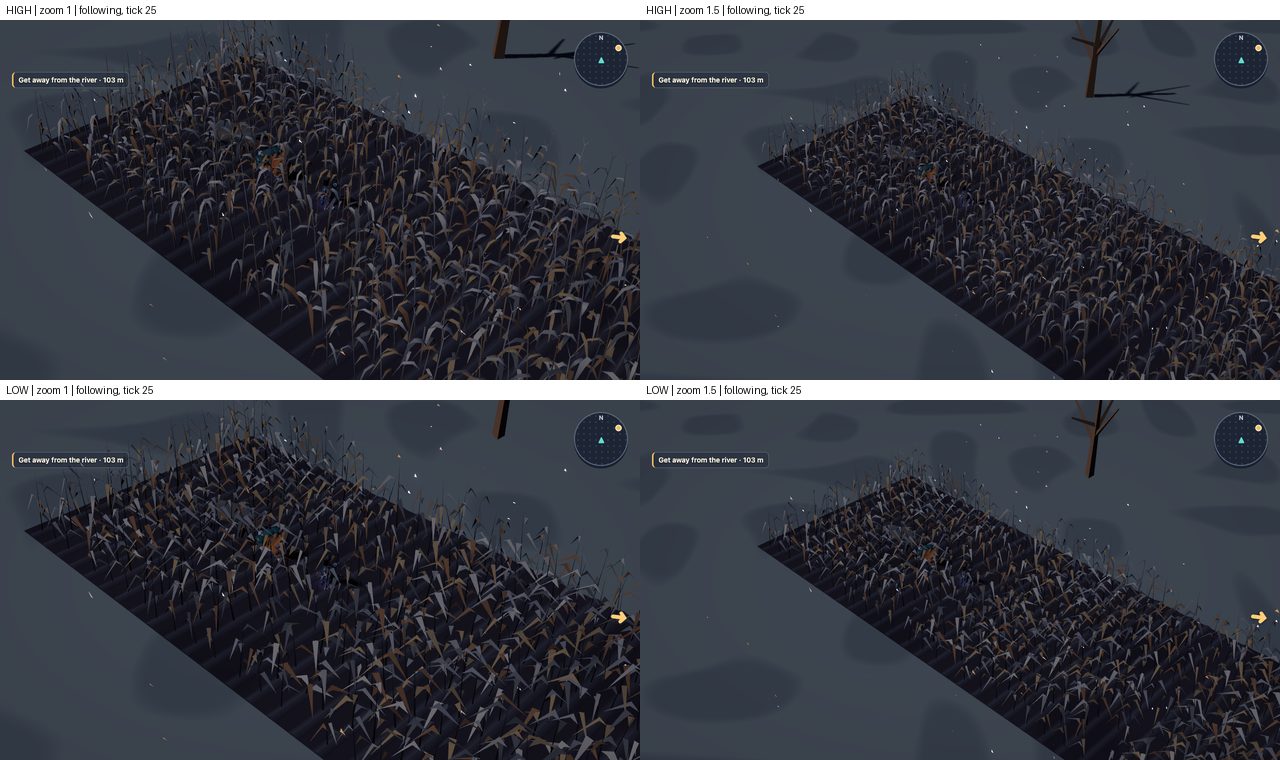 HIGH | zoom 1 | following, tick 25
HIGH | zoom 1.5 | following, tick 25
N
Get away from the river · 103 m
N
Get away from the river · 103 m
LOW | zoom 1 | following, tick 25
LOW | zoom 1.5 | following, tick 25
N
Get away from the river · 103 m
N
Get away from the river · 103 m